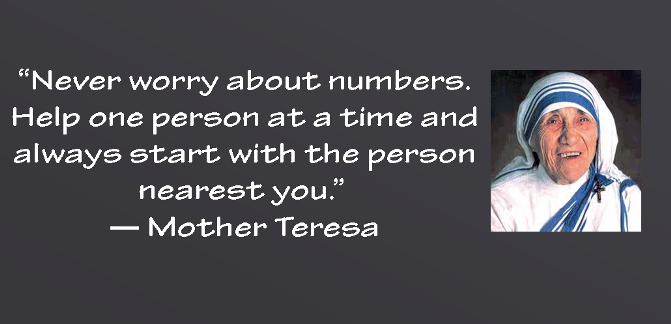 “Never worry about numbers.
Help one person at a time and
always start with the person
nearest you.”
— Mother Teresa